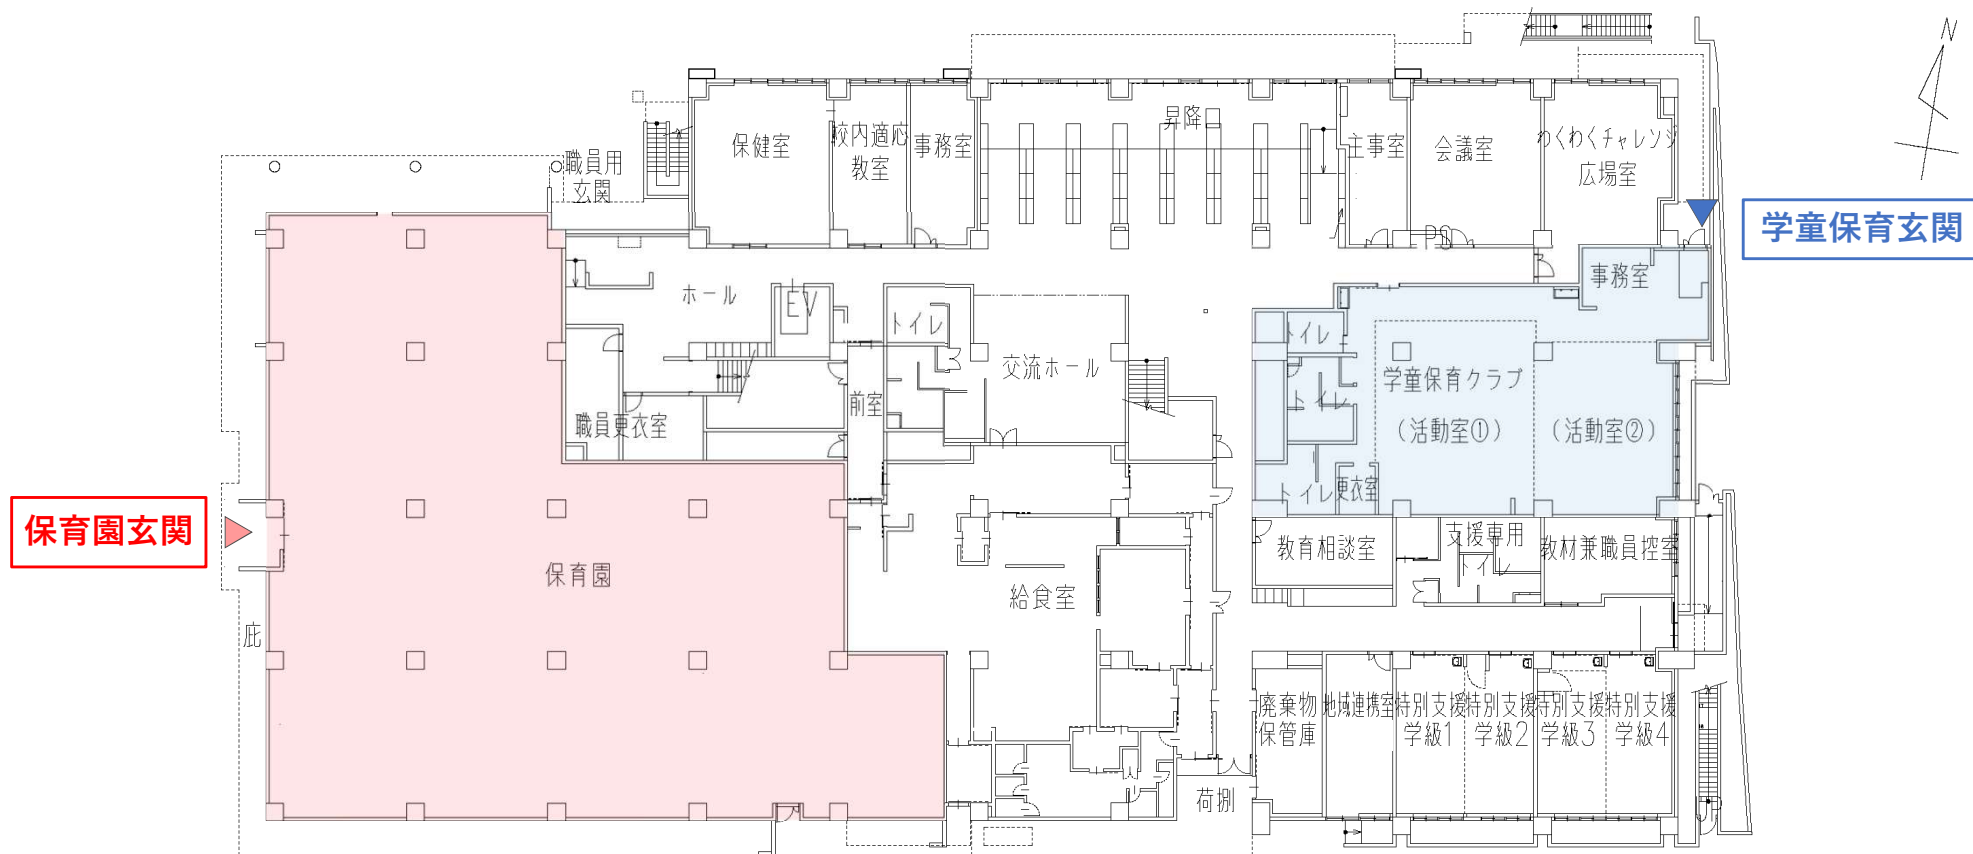 N
保健室
校内適応
教室
事務室
昇降口
主事室
会議室
わくわくチャレンジ
広場室
職員用
玄関
学童保育玄関
PS
事務室
ホール
EV
トイレ
トイレ
交流ホール
学童保育クラブ
(活動室①)
(活動室②)
トイレ
前室
職員更衣室
トイレ
更衣室
保育園玄関
教育相談室
支援専用
トイレ
教材兼職員控室
保育園
給食室
庇
廃棄物
保管庫
地域連携室
特別支援
学級1
特別支援
学級2
特別支援
学級3
特別支援
学級4
荷捌